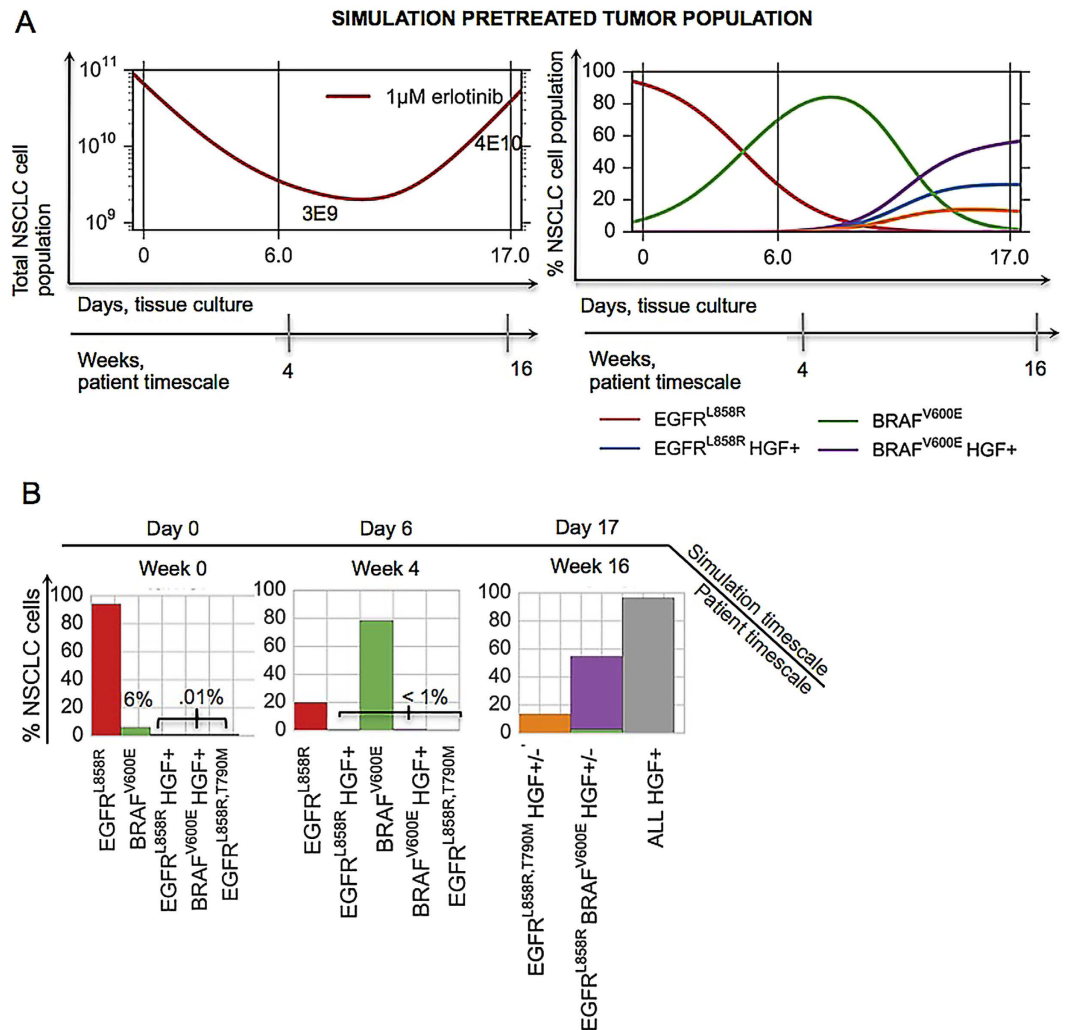 A
SIMULATION PRETREATED TUMOR POPULATION
Total NSCLC cell
population
10^11
10^10
10^9
1µM erlotinib
4E10
3E9
0
6.0
17.0
Days, tissue culture
Weeks,
patient timescale
4
16
% NSCLC cell population
100
80
60
40
20
0
0
6.0
17.0
Days, tissue culture
Weeks,
patient timescale
4
16
EGFR^L858R
BRAF^V600E
EGFR^L858R HGF+
BRAF^V600E HGF+
B
Day 0
Day 6
Day 17
Week 0
Week 4
Week 16
Simulation timescale
Patient timescale
% NSCLC cells
100
80
60
40
20
0
6%
.01%
EGFR^L858R
BRAF^V600E
EGFR^L858R HGF+
BRAF^V600E HGF+
EGFR^L858R,T790M
100
80
60
40
20
0
< 1%
EGFR^L858R
EGFR^L858R HGF+
BRAF^V600E
BRAF^V600E HGF+
EGFR^L858R,T790M
100
80
60
40
20
0
EGFR^L858R,T790M HGF+/-
EGFR^L858R BRAF^V600E HGF+/-
ALL HGF+